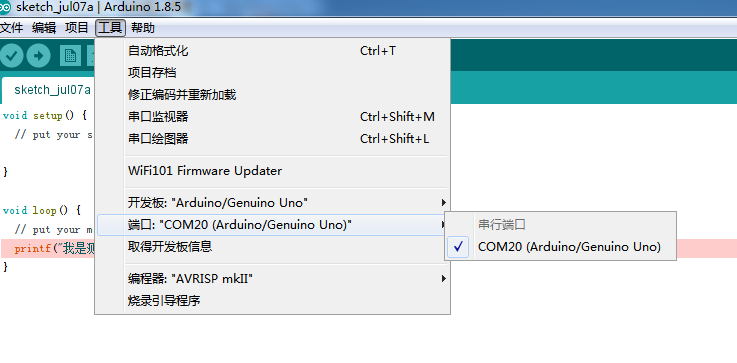 sketch_jul07a | Arduino 1.8.5
文件 编辑 项目 工具 帮助
自动格式化 Ctrl+T
项目存档
修正编码并重新加载
串口监视器 Ctrl+Shift+M
串口绘图器 Ctrl+Shift+L
WiFi101 Firmware Updater
开发板: "Arduino/Genuino Uno"
端口: "COM20 (Arduino/Genuino Uno)"
取得开发板信息
编程器: "AVRISP mkII"
烧录引导程序
串行端口
COM20 (Arduino/Genuino Uno)
sketch_jul07a
void setup() {
// put your s
}
void loop() {
// put your m
printf("我是
}